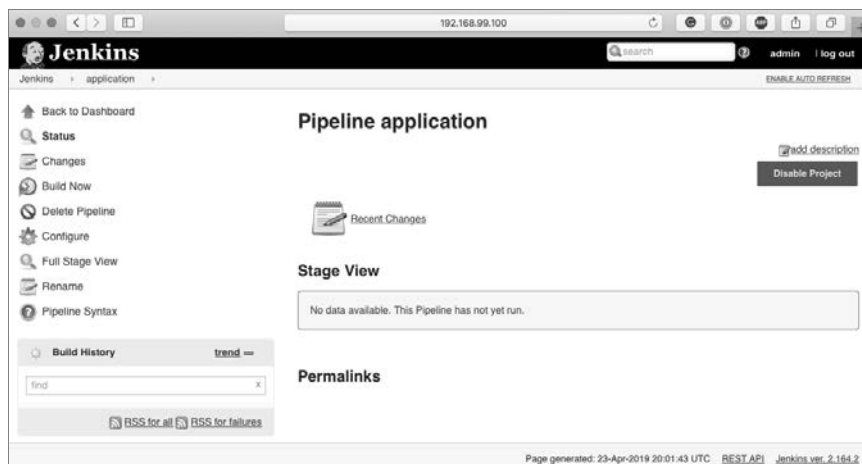 192.168.99.100
Jenkins
search
admin | log out
Jenkins › application ›
ENABLE AUTO REFRESH
Back to Dashboard
Status
Changes
Build Now
Delete Pipeline
Configure
Full Stage View
Rename
Pipeline Syntax
Build History trend
find x
RSS for all RSS for failures
Pipeline application
add description
Disable Project
Recent Changes
Stage View
No data available. This Pipeline has not yet run.
Permalinks
Page generated: 23-Apr-2019 20:01:43 UTC REST API Jenkins ver. 2.164.2